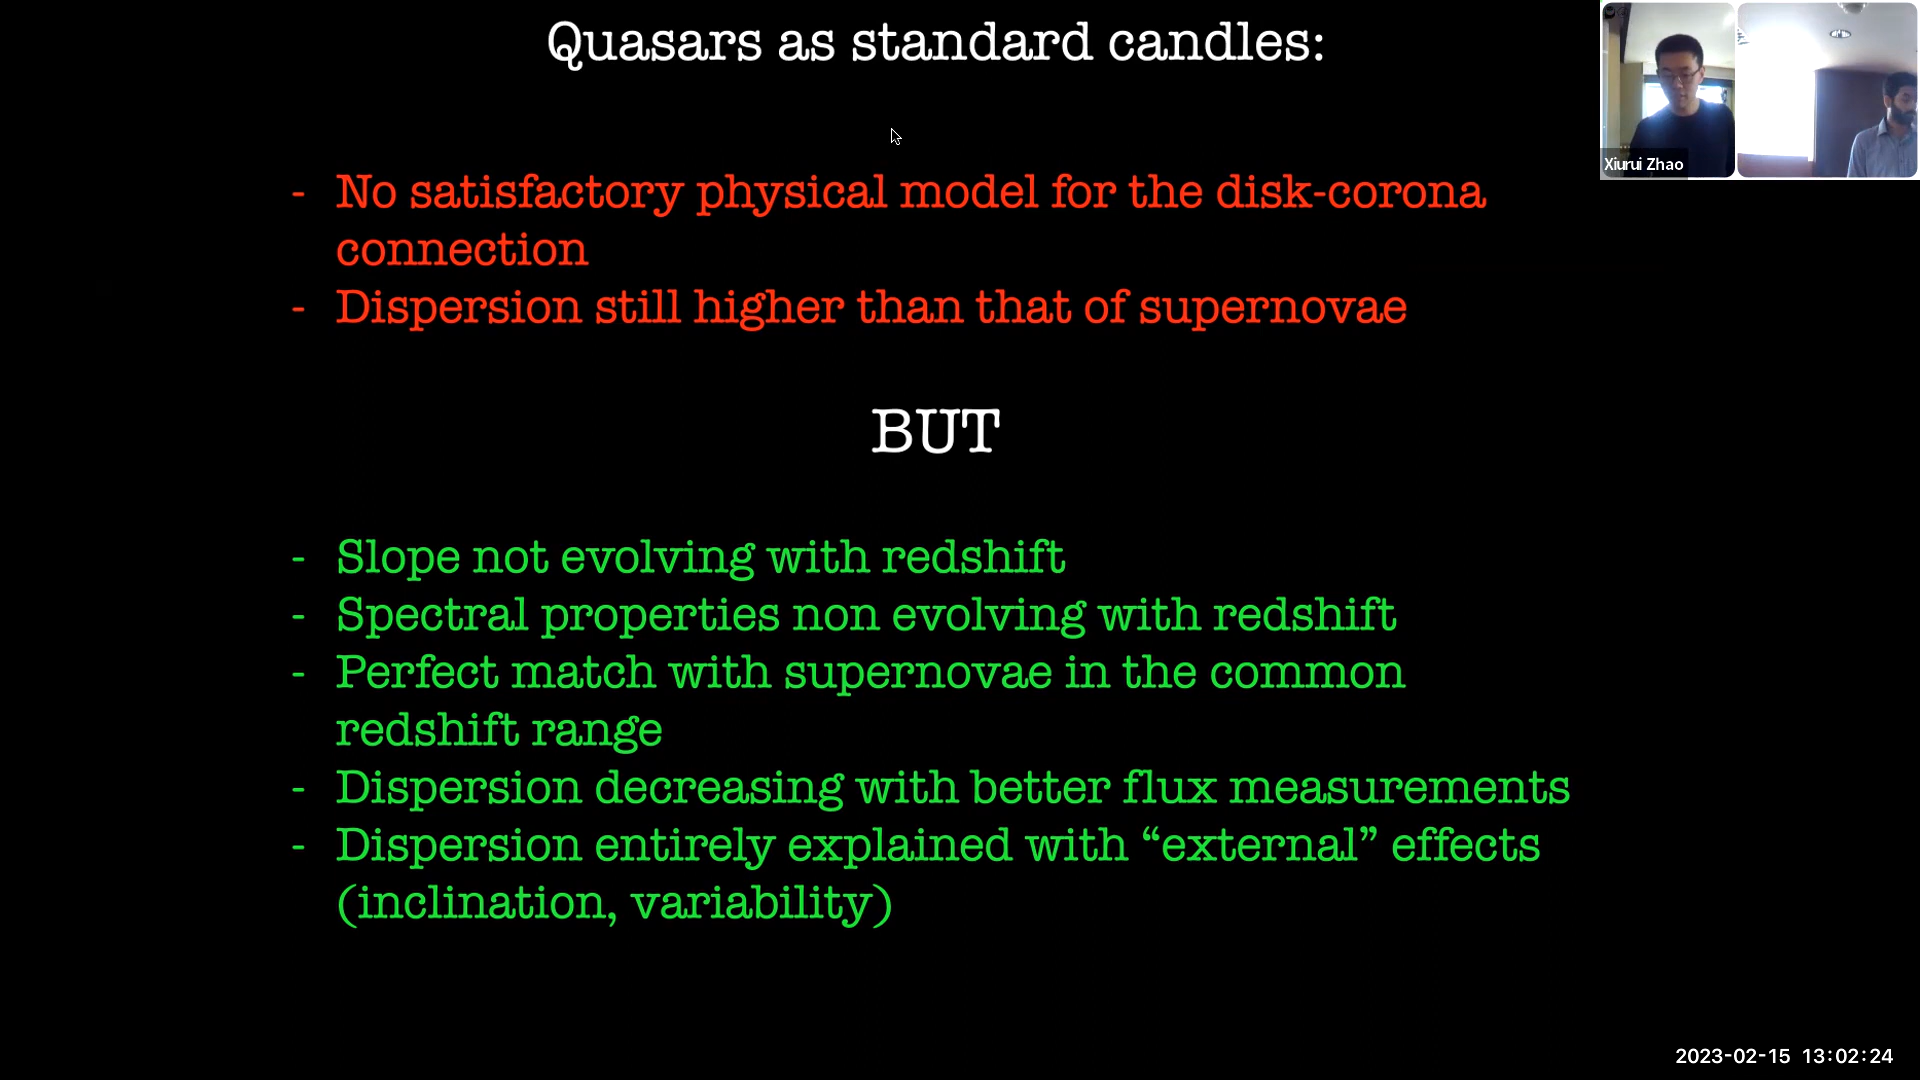 Quasars as standard candles:
Xiurui Zhao
- No satisfactory physical model for the disk-corona
connection
- Dispersion still higher than that of supernovae
BUT
- Slope not evolving with redshift
- Spectral properties non evolving with redshift
- Perfect match with supernovae in the common
redshift range
- Dispersion decreasing with better flux measurements
- Dispersion entirely explained with “external” effects
(inclination, variability)
2023-02-15 13:02:24